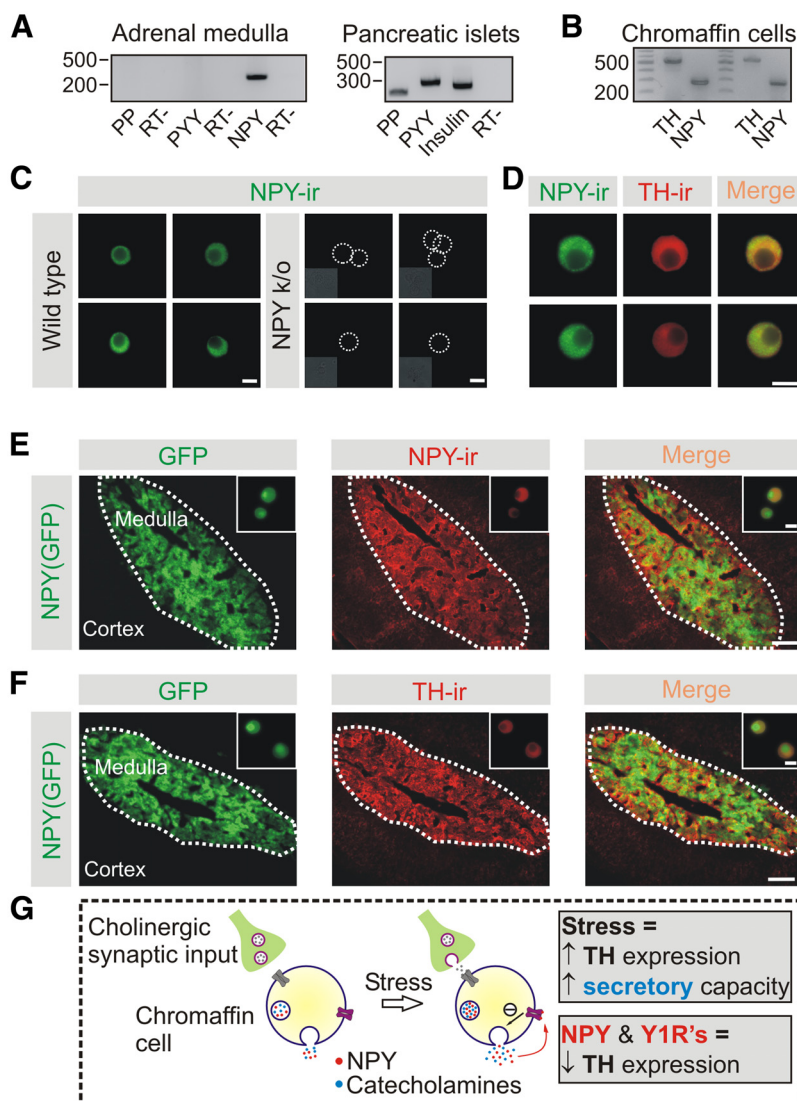 A
Adrenal medulla
500
200
PP
RT-
PYY
RT-
NPY
RT-
Pancreatic islets
500
300
PP
PYY
Insulin
RT-
B
Chromaffin cells
500
200
TH
NPY
TH
NPY
C
NPY-ir
Wild type
NPY k/o
D
NPY-ir
TH-ir
Merge
E
GFP
NPY-ir
Merge
NPY(GFP)
Medulla
Cortex
F
GFP
TH-ir
Merge
NPY(GFP)
Medulla
Cortex
G
Cholinergic
synaptic input
Chromaffin
cell
Stress
NPY
Catecholamines
Stress =
↑ TH expression
↑ secretory capacity
NPY & Y1R's =
↓ TH expression